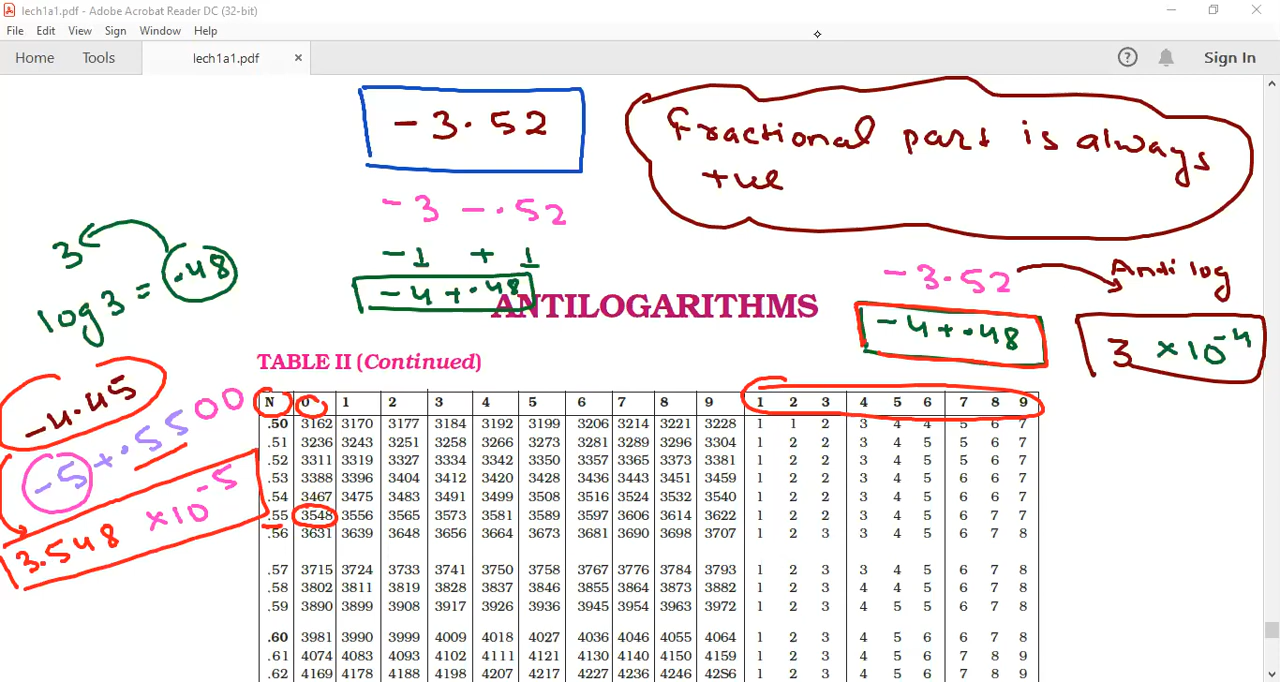 lech1a1.pdf - Adobe Acrobat Reader DC (32-bit)
File Edit View Sign Window Help
Home Tools lech1a1.pdf × ? Sign In
-3.52
Fractional part is always
+ve
-3 -.52
-1 +1
-4+.48
3
log3 = .48
-3.52 Antilog
-4+.48
3 ×10⁻⁴
ANTILOGARITHMS
TABLE II (Continued)
-4.45
-5+.5500
3.548 ×10⁻⁵
N 0 1 2 3 4 5 6 7 8 9 1 2 3 4 5 6 7 8 9
.50 3162 3170 3177 3184 3192 3199 3206 3214 3221 3228 1 1 2 3 4 4 5 6 7
.51 3236 3243 3251 3258 3266 3273 3281 3289 3296 3304 1 2 2 3 4 5 5 6 7
.52 3311 3319 3327 3334 3342 3350 3357 3365 3373 3381 1 2 2 3 4 5 5 6 7
.53 3388 3396 3404 3412 3420 3428 3436 3443 3451 3459 1 2 2 3 4 5 6 6 7
.54 3467 3475 3483 3491 3499 3508 3516 3524 3532 3540 1 2 2 3 4 5 6 6 7
.55 3548 3556 3565 3573 3581 3589 3597 3606 3614 3622 1 2 2 3 4 5 6 7 7
.56 3631 3639 3648 3656 3664 3673 3681 3690 3698 3707 1 2 3 3 4 5 6 7 8
.57 3715 3724 3733 3741 3750 3758 3767 3776 3784 3793 1 2 3 3 4 5 6 7 8
.58 3802 3811 3819 3828 3837 3846 3855 3864 3873 3882 1 2 3 4 4 5 6 7 8
.59 3890 3899 3908 3917 3926 3936 3945 3954 3963 3972 1 2 3 4 5 5 6 7 8
.60 3981 3990 3999 4009 4018 4027 4036 4046 4055 4064 1 2 3 4 5 6 6 7 8
.61 4074 4083 4093 4102 4111 4121 4130 4140 4150 4159 1 2 3 4 5 6 7 8 9
.62 4169 4178 4188 4198 4207 4217 4227 4236 4246 4256 1 2 3 4 5 6 7 8 9